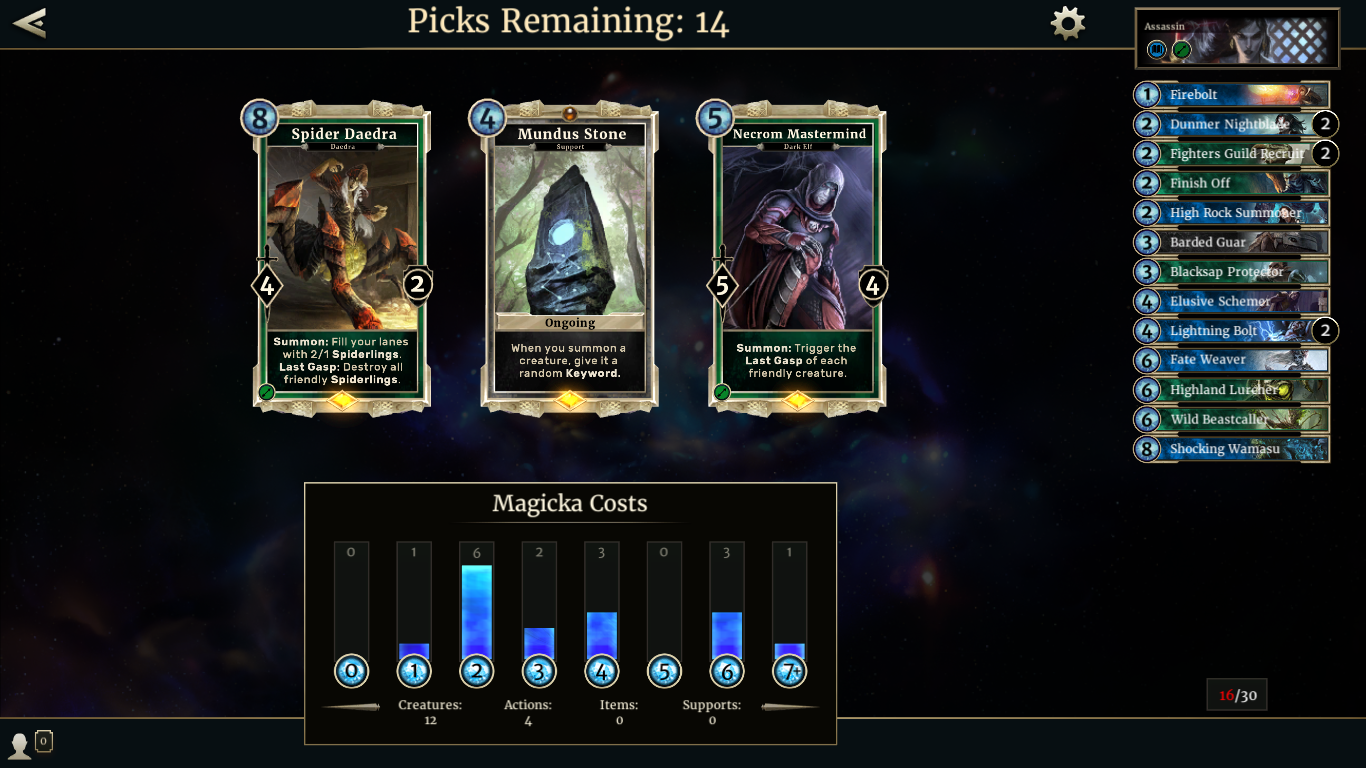 Picks Remaining: 14
Assassin
8
Spider Daedra
Daedra
4
2
Summon: Fill your lanes
with 2/1 Spiderlings.
Last Gasp: Destroy all
friendly Spiderlings.
4
Mundus Stone
Support
Ongoing
When you summon a
creature, give it a
random Keyword.
5
Necrom Mastermind
Dark Elf
5
4
Summon: Trigger the
Last Gasp of each
friendly creature.
1 Firebolt
2 Dunmer Nightblade 2
2 Fighters Guild Recruit 2
2 Finish Off
2 High Rock Summoner
3 Barded Guar
3 Blacksap Protector
4 Elusive Schemer
4 Lightning Bolt 2
6 Fate Weaver
6 Highland Lurcher
6 Wild Beastcaller
8 Shocking Wamasu
Magicka Costs
0 1 6 2 3 0 3 1
0 1 2 3 4 5 6 7+
Creatures: Actions: Items: Supports:
12 4 0 0
16/30
0